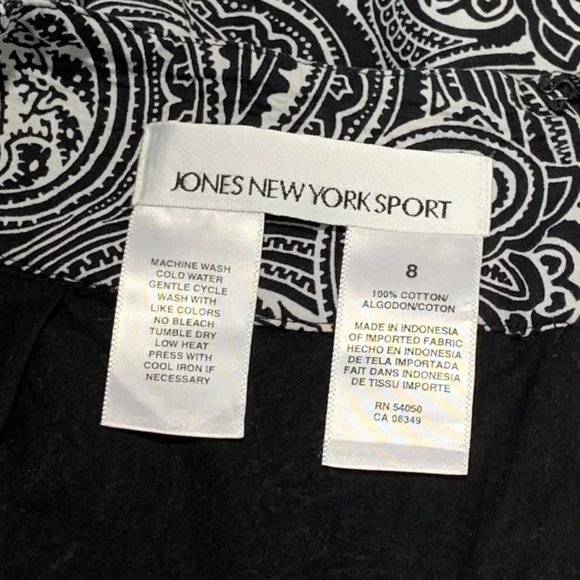 JONES NEW YORK SPORT
MACHINE WASH
COLD WATER
GENTLE CYCLE
WASH WITH
LIKE COLORS
NO BLEACH
TUMBLE DRY
LOW HEAT
PRESS WITH
COOL IRON IF
NECESSARY
8
100% COTTON/
ALGODON/COTON
MADE IN INDONESIA
OF IMPORTED FABRIC
HECHO EN INDONESIA
DE TELA IMPORTADA
FAIT DANS INDONESIA
DE TISSU IMPORTE
RN 54050
CA 08349